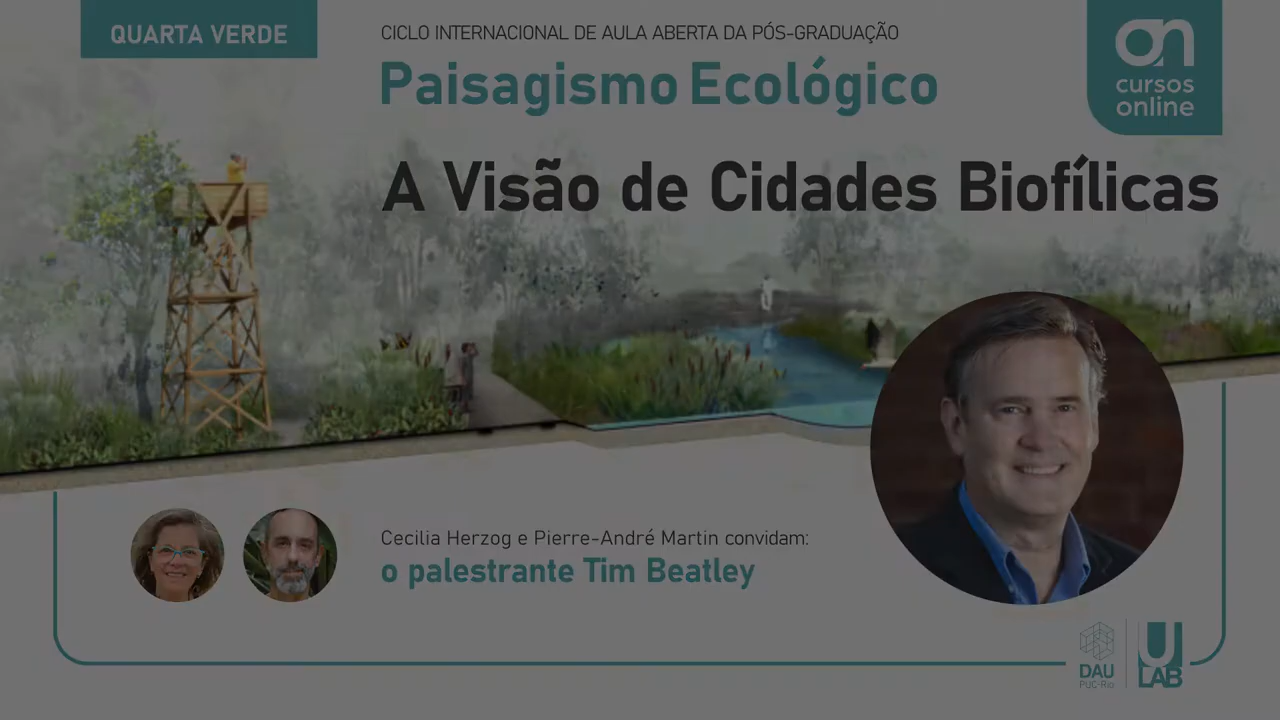 QUARTA VERDE
CICLO INTERNACIONAL DE AULA ABERTA DA PÓS-GRADUAÇÃO
Paisagismo Ecológico
on
cursos
online
A Visão de Cidades Biofílicas
Cecilia Herzog e Pierre-André Martin convidam:
o palestrante Tim Beatley
DAU
PUC-Rio
U
LAB